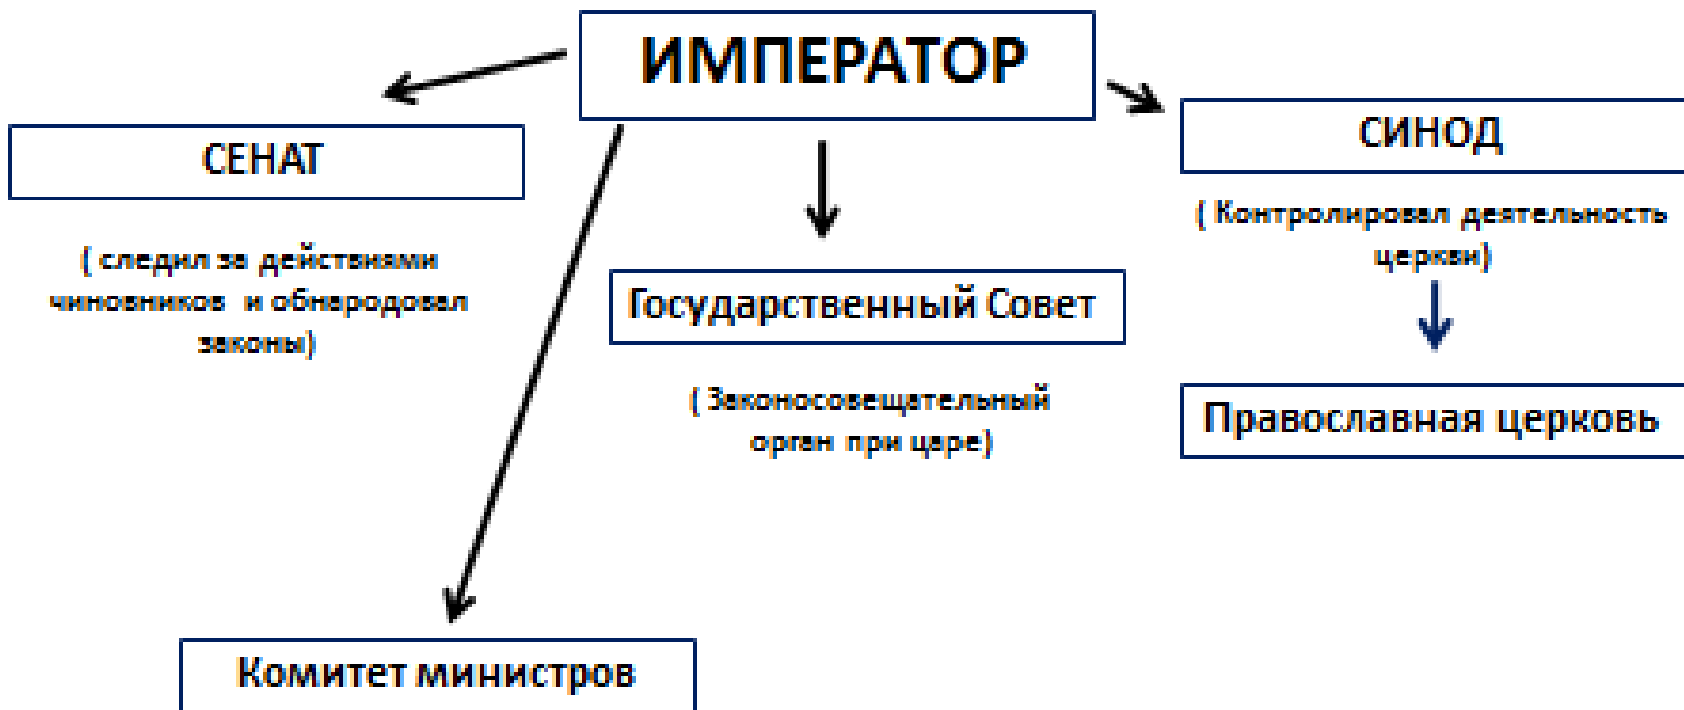 ИМПЕРАТОР
СЕНАТ
( следил за действиями
чиновников и обнародовал
законы)
Государственный Совет
( Законосовещательный
орган при царе)
СИНОД
( Контролировал деятельность
церкви)
Православная церковь
Комитет министров